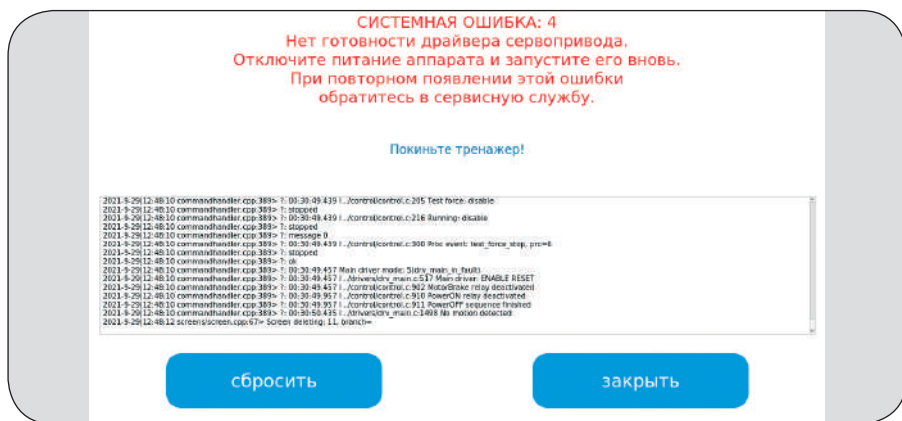 СИСТЕМНАЯ ОШИБКА: 4
Нет готовности драйвера сервопривода.
Отключите питание аппарата и запустите его вновь.
При повторном появлении этой ошибки
обратитесь в сервисную службу.
Покиньте тренажер!
2021-9-29|12:48:10 commandhandler.cpp:389> ?: 00:30:49.439 I../control/control.c:205 Test force: disable
2021-9-29|12:48:10 commandhandler.cpp:389> ?: stopped
2021-9-29|12:48:10 commandhandler.cpp:389> ?: 00:30:49.439 I../control/control.c:216 Running: disable
2021-9-29|12:48:10 commandhandler.cpp:389> ?: stopped
2021-9-29|12:48:10 commandhandler.cpp:389> ?: message 0
2021-9-29|12:48:10 commandhandler.cpp:389> ?: 00:30:49.439 I../control/control.c:300 Proc event: test_force_stop, prc=6
2021-9-29|12:48:10 commandhandler.cpp:389> ?: stopped
2021-9-29|12:48:10 commandhandler.cpp:389> ?: ok
2021-9-29|12:48:10 commandhandler.cpp:389> ?: 00:30:49.457 Main driver mode: 5(drv_main_in_fault)
2021-9-29|12:48:10 commandhandler.cpp:389> ?: 00:30:49.457 I../drivers/drv_main.c:517 Main driver: ENABLE RESET
2021-9-29|12:48:10 commandhandler.cpp:389> ?: 00:30:49.457 I../control/control.c:902 MotorBrake relay deactivated
2021-9-29|12:48:10 commandhandler.cpp:389> ?: 00:30:49.957 I../control/control.c:910 PowerON relay deactivated
2021-9-29|12:48:10 commandhandler.cpp:389> ?: 00:30:49.957 I../control/control.c:911 PowerOFF sequence finished
2021-9-29|12:48:10 commandhandler.cpp:389> ?: 00:30:50.435 I../drivers/drv_main.c:1498 No motion detected!
2021-9-29|12:48:12 screens/screen.cpp:67> Screen deleting: 11, branch=
сбросить
закрыть